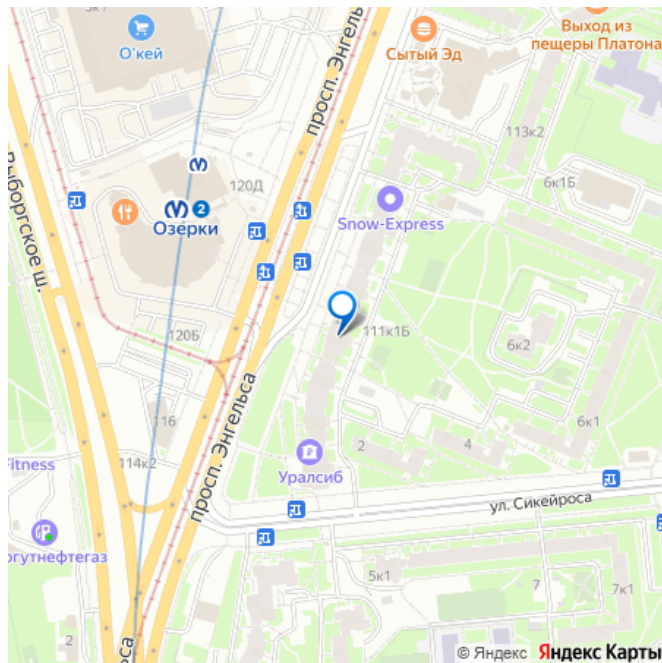 5к1
О'кей
Сытый Эд
Выход из
пещеры Платона
просп. Энгельса
113к2
Выборгское ш.
120Д
6к1Б
2
Озерки
Snow-Express
120Б
111к1Б
6к2
116
просп. Энгельса
2
4
6к1
Fitness
114к2
Уралсиб
ул. Сикейроса
5к1
7
7к1
2
© Яндекс Яндекс Карты